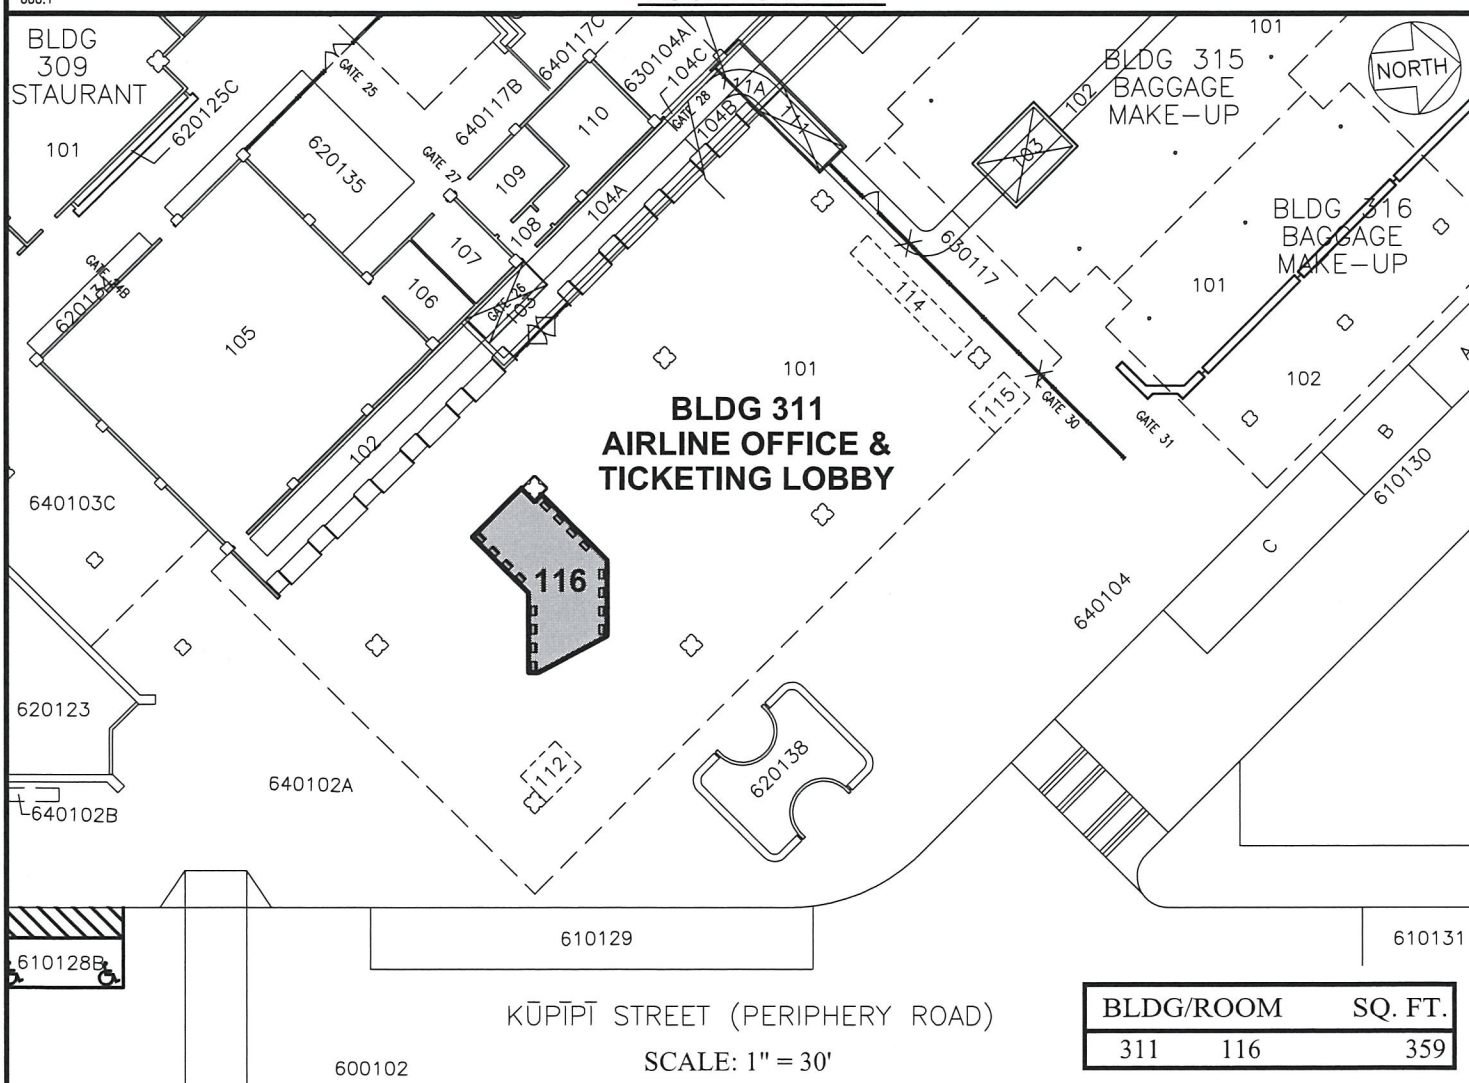 BLDG
309
STAURANT
101
620125C
GATE 25
640117B
640117C
630104A
104C
GATE 28
104B
11A
111
101
BLDG 315
BAGGAGE
MAKE-UP
102
103
NORTH
620135
GATE 27
110
109
108
104A
107
106
GATE 26
GATE 24B
105
102
630117
114
115
GATE 30
BLDG 316
BAGGAGE
MAKE-UP
101
102
GATE 31
A
B
C
610130
640104
101
BLDG 311
AIRLINE OFFICE &
TICKETING LOBBY
116
640103C
620123
640102A
640102B
112
620138
610128B
610129
610131
KŪPĪPĪ STREET (PERIPHERY ROAD)
SCALE: 1" = 30'
600102
BLDG/ROOM SQ. FT.
311 116 359